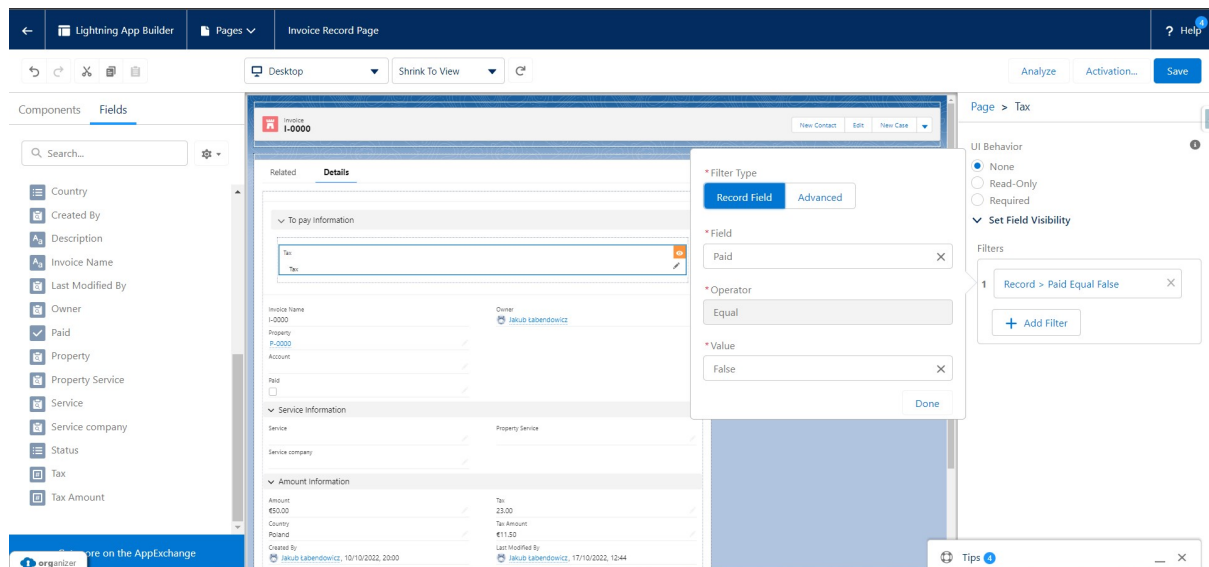 Lightning App Builder
Pages
Invoice Record Page
? Help
4
Desktop
Shrink To View
Analyze
Activation...
Save
Components
Fields
Search...
Country
Created By
Description
Invoice Name
Last Modified By
Owner
Paid
Property
Property Service
Service
Service company
Status
Tax
Tax Amount
ore on the AppExchange
organizer
Invoice
I-0000
New Contact
Edit
New Case
Related
Details
To pay Information
Tax
Tax
Invoice Name
I-0000
Owner
Jakub Łabendowicz
Property
P-0000
Account
Paid
Service Information
Service
Property Service
Service company
Amount Information
Amount
€50.00
Tax
23.00
Country
Poland
Tax Amount
€11.50
Created By
Jakub Łabendowicz, 10/10/2022, 20:00
Last Modified By
Jakub Łabendowicz, 17/10/2022, 12:44
* Filter Type
Record Field
Advanced
* Field
Paid
* Operator
Equal
* Value
False
Done
Page > Tax
UI Behavior
None
Read-Only
Required
Set Field Visibility
Filters
1
Record > Paid Equal False
+ Add Filter
Tips 4